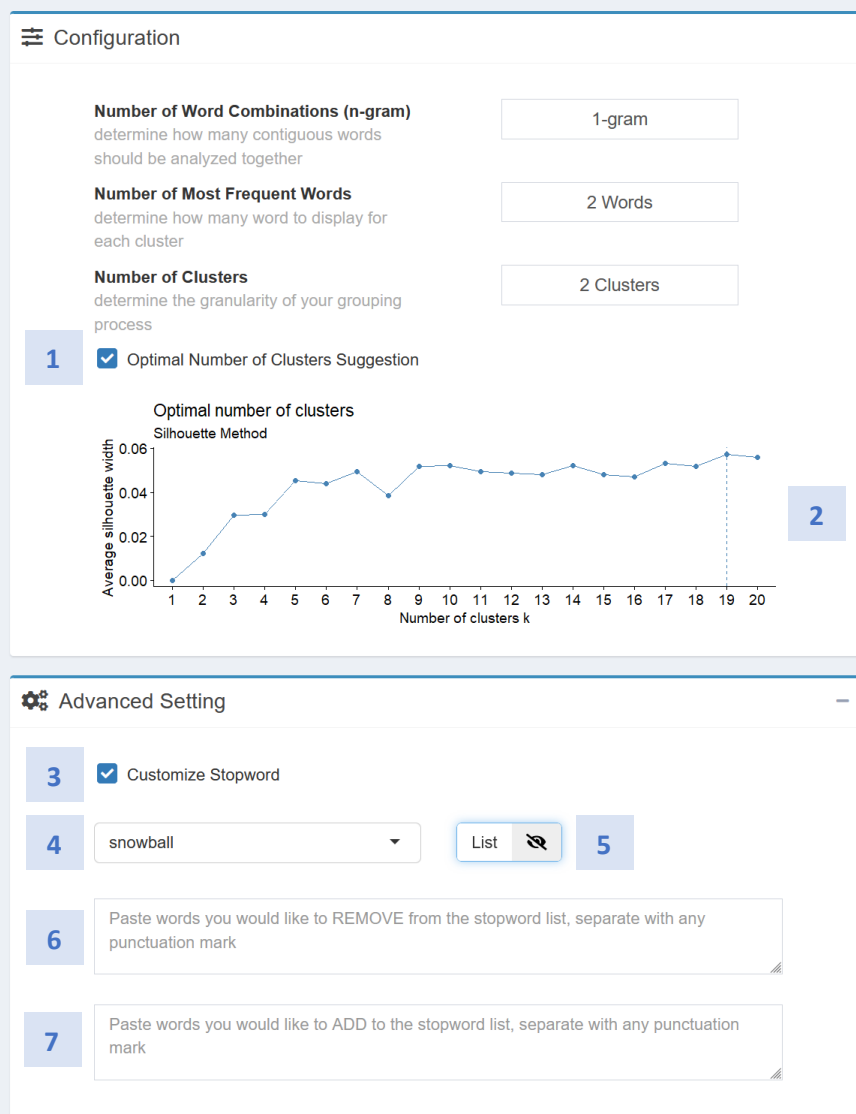 Configuration
Number of Word Combinations (n-gram)
determine how many contiguous words
should be analyzed together
1-gram
Number of Most Frequent Words
determine how many word to display for
each cluster
2 Words
Number of Clusters
determine the granularity of your grouping
process
2 Clusters
1
Optimal Number of Clusters Suggestion
Optimal number of clusters
Silhouette Method
Average silhouette width
0.06
0.04
0.02
0.00
1 2 3 4 5 6 7 8 9 10 11 12 13 14 15 16 17 18 19 20
Number of clusters k
2
Advanced Setting
3
Customize Stopword
4
snowball
List
5
6
Paste words you would like to REMOVE from the stopword list, separate with any
punctuation mark
7
Paste words you would like to ADD to the stopword list, separate with any punctuation
mark